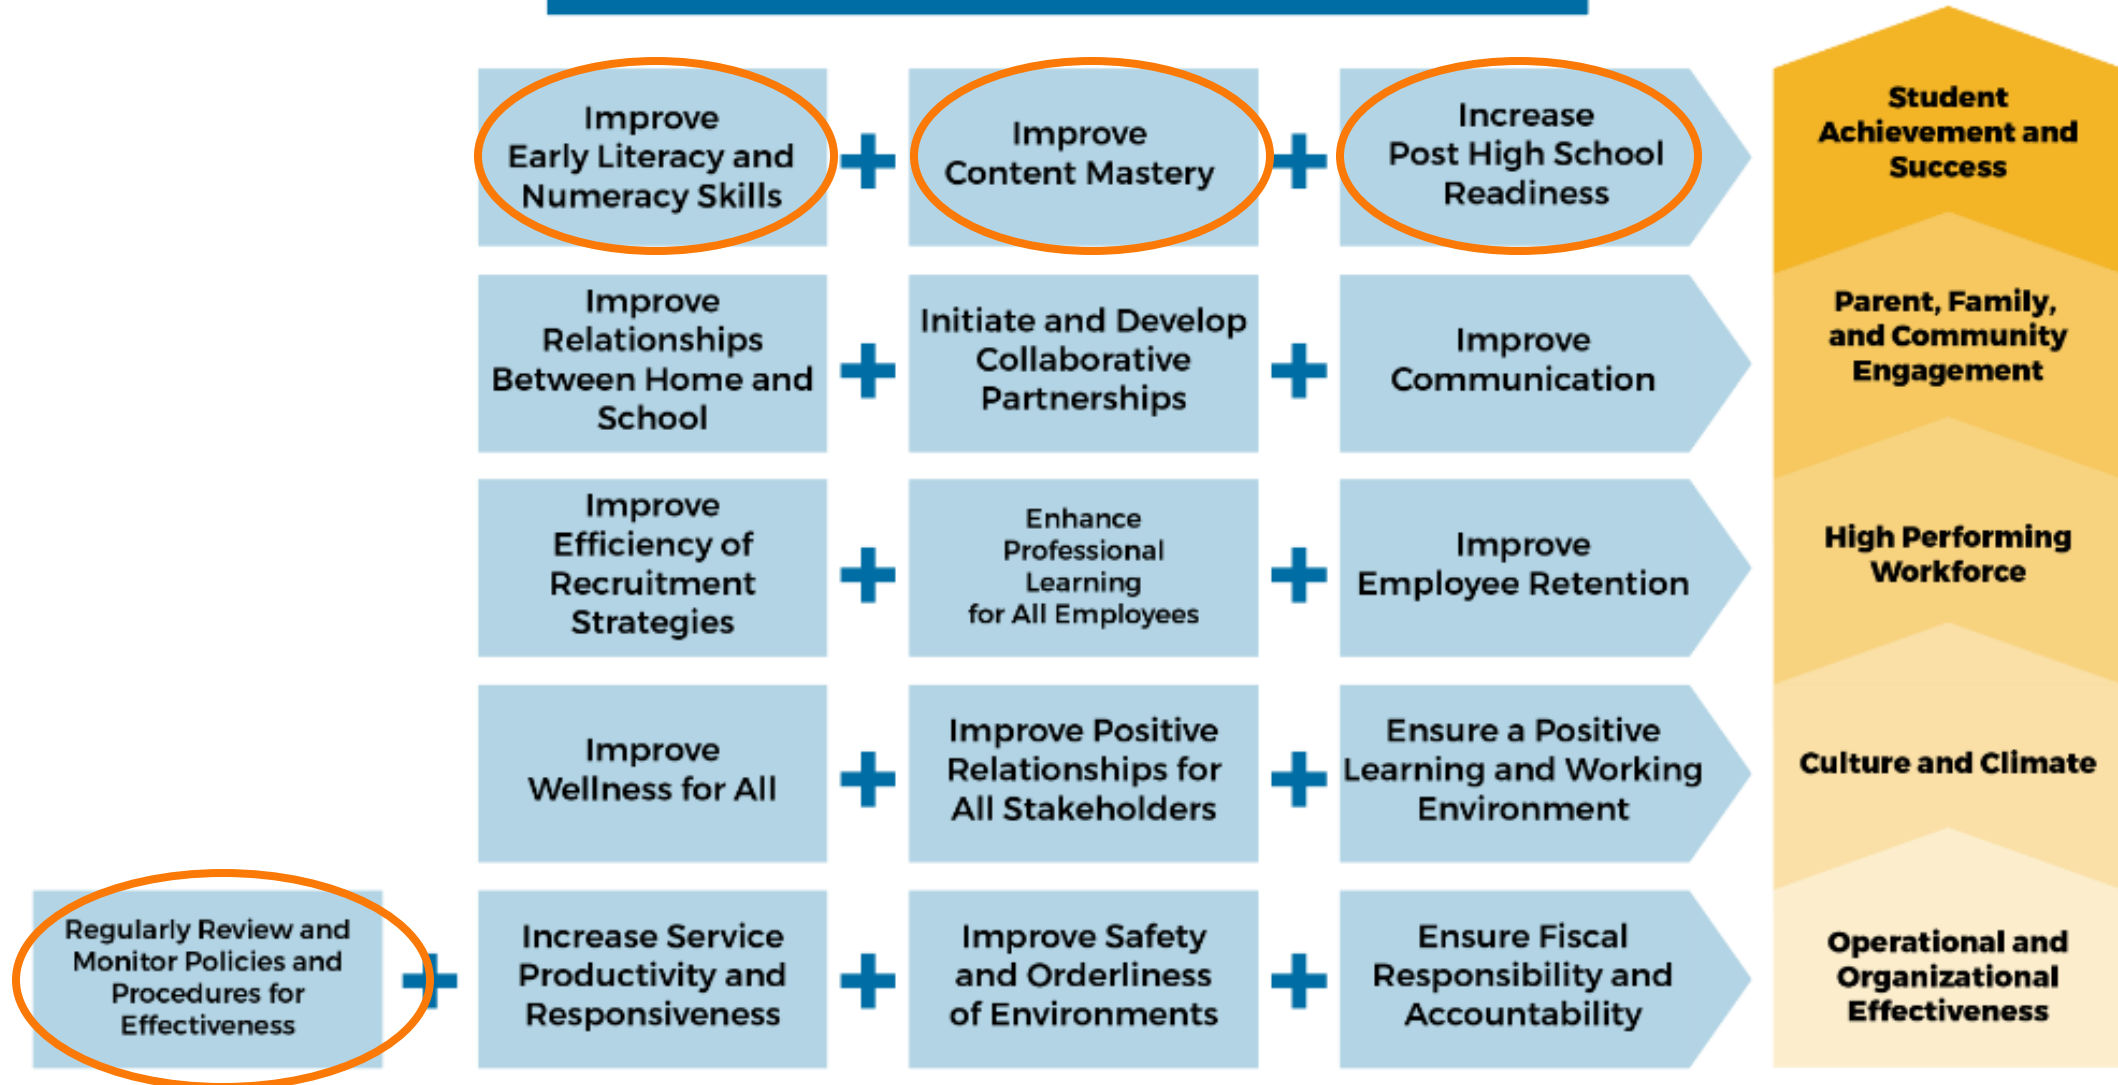 Improve
Early Literacy and
Numeracy Skills
Improve
Content Mastery
Increase
Post High School
Readiness
Student
Achievement and
Success
Improve
Relationships
Between Home and
School
Initiate and Develop
Collaborative
Partnerships
Improve
Communication
Parent, Family,
and Community
Engagement
Improve
Efficiency of
Recruitment
Strategies
Enhance
Professional
Learning
for All Employees
Improve
Employee Retention
High Performing
Workforce
Improve
Wellness for All
Improve Positive
Relationships for
All Stakeholders
Ensure a Positive
Learning and Working
Environment
Culture and Climate
Regularly Review and
Monitor Policies and
Procedures for
Effectiveness
Increase Service
Productivity and
Responsiveness
Improve Safety
and Orderliness
of Environments
Ensure Fiscal
Responsibility and
Accountability
Operational and
Organizational
Effectiveness